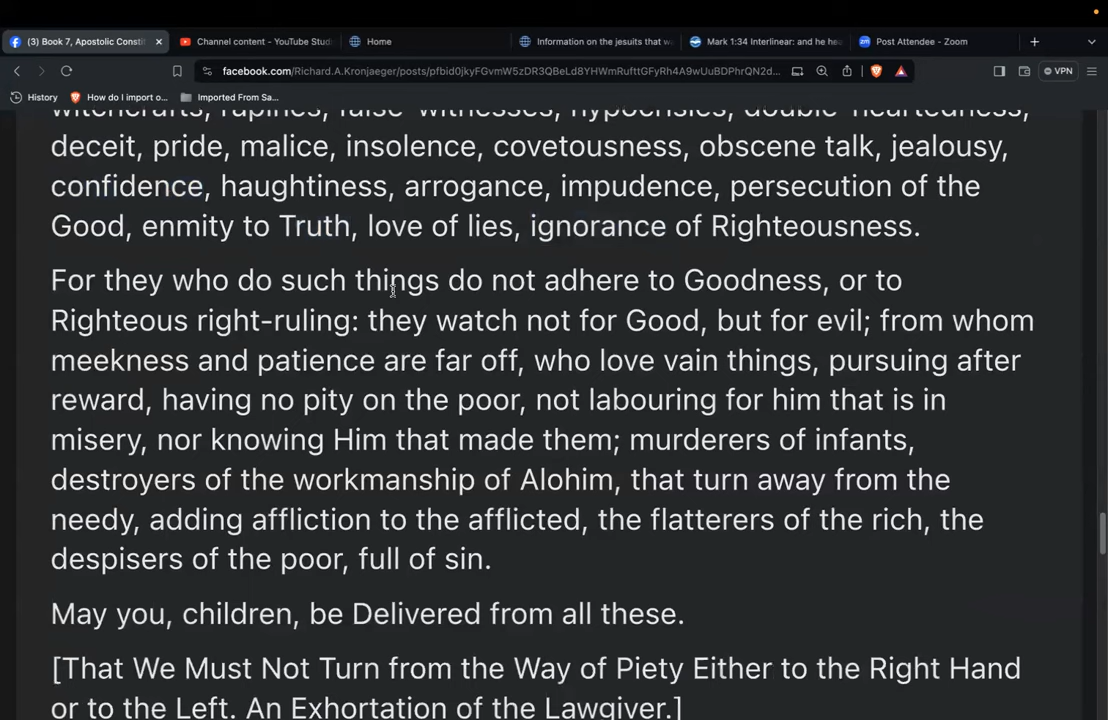 (3) Book 7, Apostolic Consti
Channel content - YouTube Studi
Home
Information on the jesuits that wa
Mark 1:34 Interlinear: and he hea
Post Attendee - Zoom
facebook.com/Richard.A.Kronjaeger/posts/pfbid0jkyFGvmW5zDR3QBeLd8YHWmRufttGFyRh4A9wUuBDPhrQN2d...
VPN
History
How do I import o...
Imported From Sa...
witchcrafts, rapines, false-witnesses, hypocrisies, double-heartedness,
deceit, pride, malice, insolence, covetousness, obscene talk, jealousy,
confidence, haughtiness, arrogance, impudence, persecution of the
Good, enmity to Truth, love of lies, ignorance of Righteousness.
For they who do such things do not adhere to Goodness, or to
Righteous right-ruling: they watch not for Good, but for evil; from whom
meekness and patience are far off, who love vain things, pursuing after
reward, having no pity on the poor, not labouring for him that is in
misery, nor knowing Him that made them; murderers of infants,
destroyers of the workmanship of Alohim, that turn away from the
needy, adding affliction to the afflicted, the flatterers of the rich, the
despisers of the poor, full of sin.
May you, children, be Delivered from all these.
[That We Must Not Turn from the Way of Piety Either to the Right Hand
or to the Left. An Exhortation of the Lawgiver.]